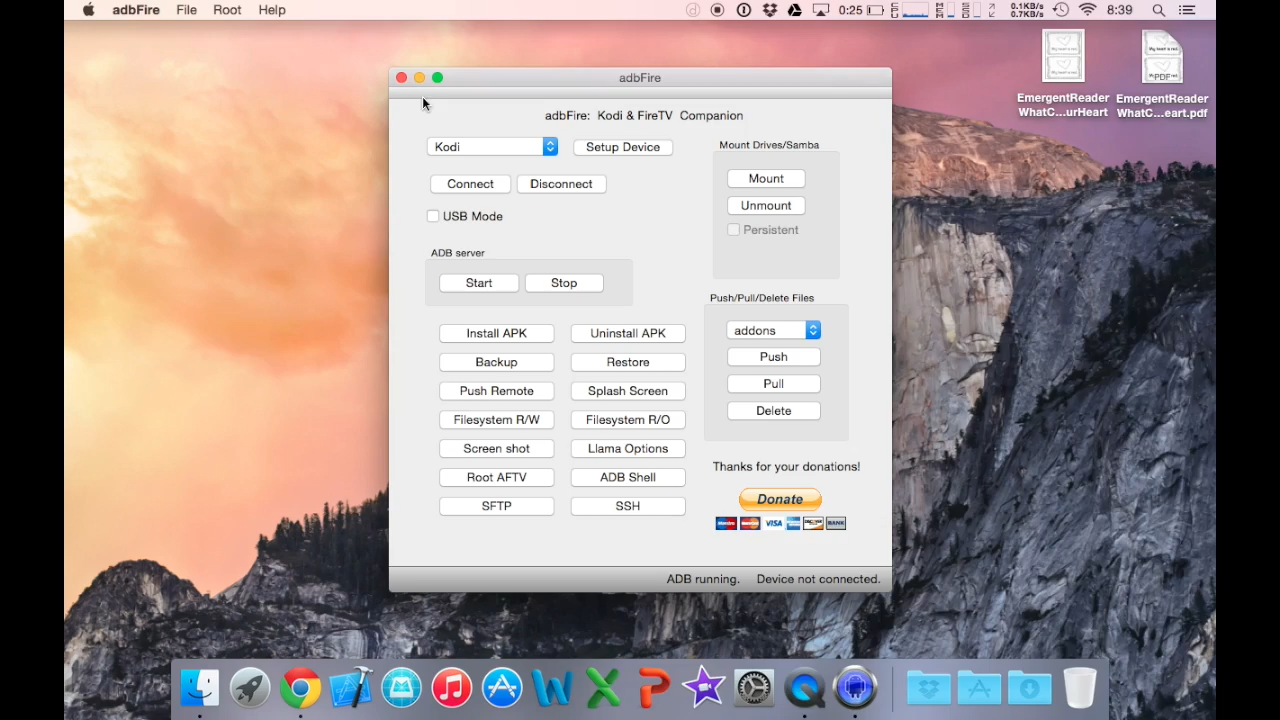 adbFire File Root Help 0:25 0.1KB/s 0.7KB/s 8:39
adbFire
EmergentReader
WhatC...urHeart
EmergentReader
WhatC...eart.pdf
PDF
adbFire: Kodi & FireTV Companion
Kodi
Setup Device
Connect
Disconnect
USB Mode
ADB server
Start
Stop
Install APK
Uninstall APK
Backup
Restore
Push Remote
Splash Screen
Filesystem R/W
Filesystem R/O
Screen shot
Llama Options
Root AFTV
ADB Shell
SFTP
SSH
Mount Drives/Samba
Mount
Unmount
Persistent
Push/Pull/Delete Files
addons
Push
Pull
Delete
Thanks for your donations!
Donate
VISA
BANK
ADB running. Device not connected.